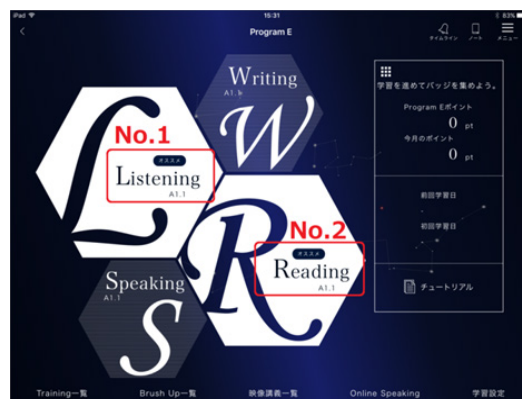 iPad
15:31
83%
Program E
タイムライン
ノート
メニュー
Writing
A1.1
W
No.1
L
オススメ
Listening
A1.1
No.2
R
オススメ
Reading
A1.1
Speaking
A1.1
S
学習を進めてバッジを集めよう。
Program Eポイント
0 pt
今月のポイント
0 pt
前回学習日
初回学習日
チュートリアル
Training一覧
Brush Up一覧
映像講義一覧
Online Speaking
学習設定